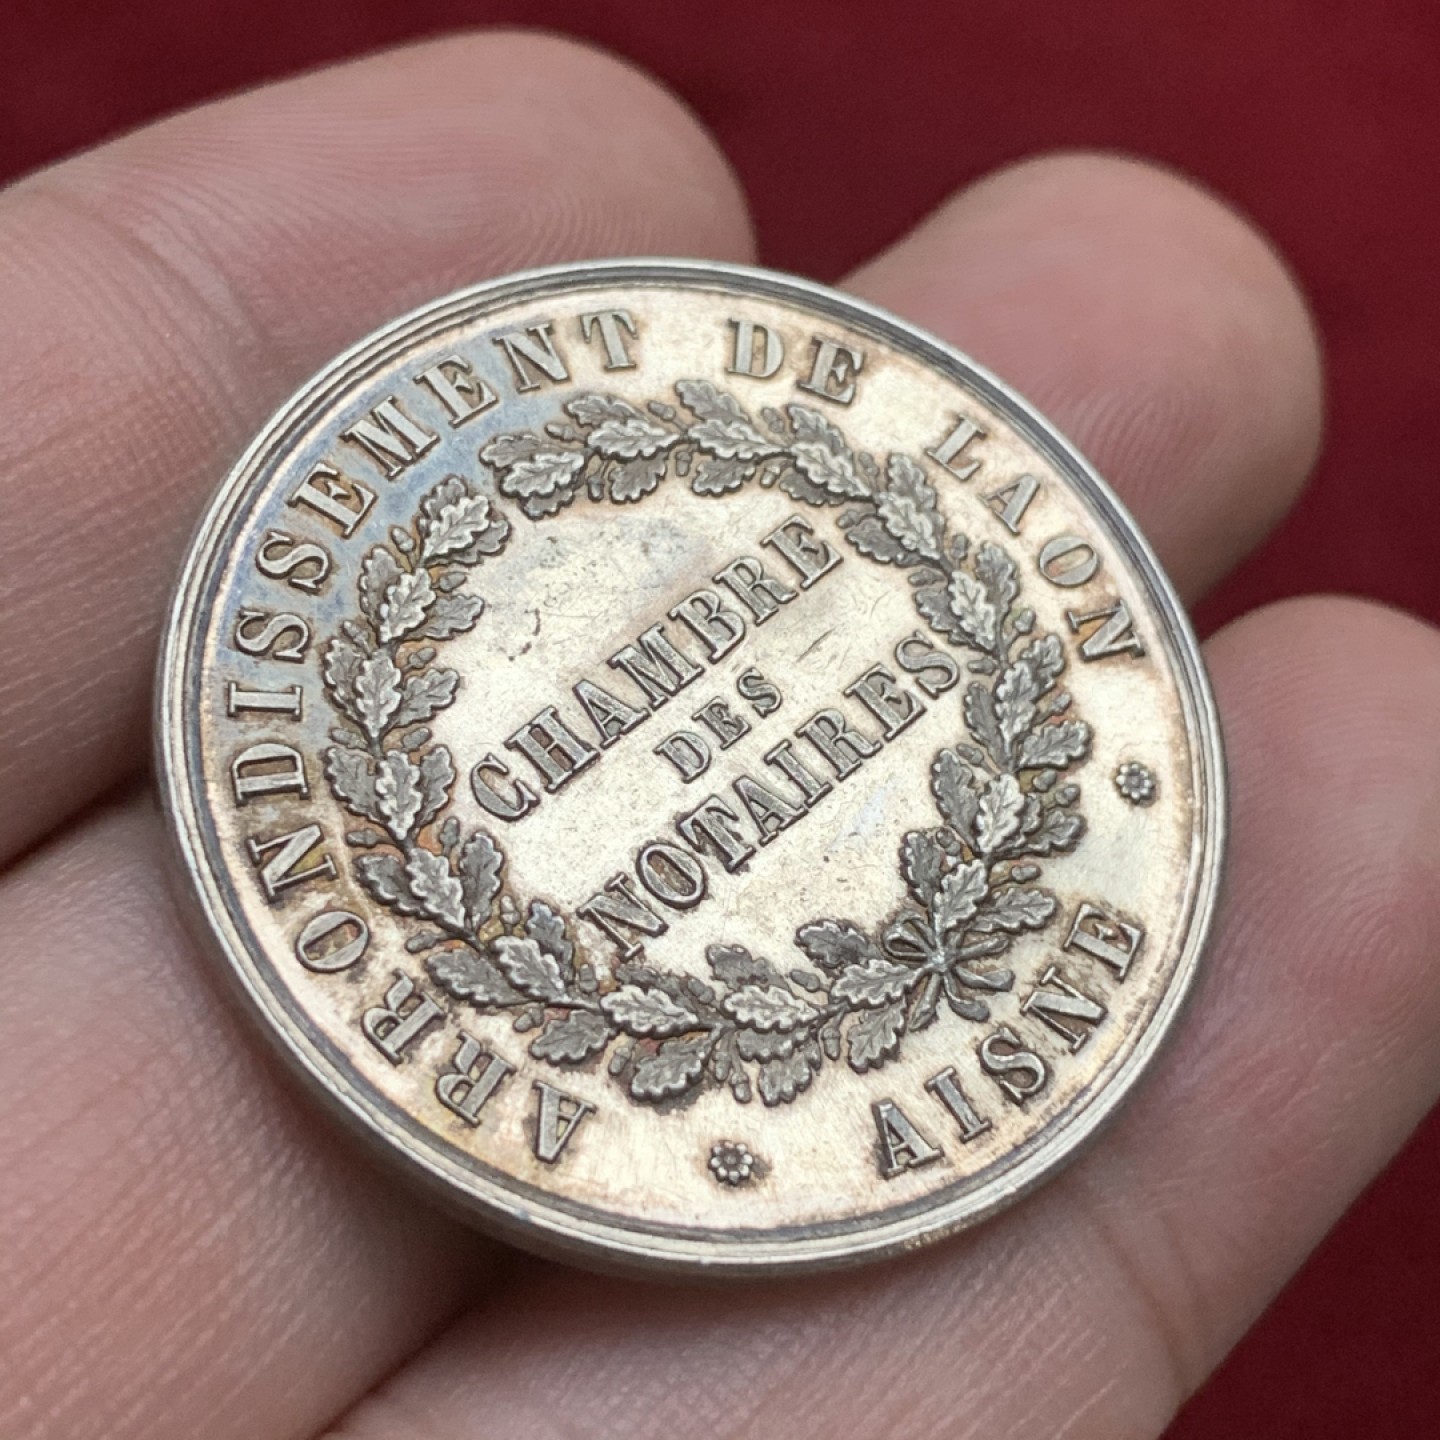 ARRONDISSEMENT DE LAON
CHAMBRE
DES
NOTAIRES
AISNE